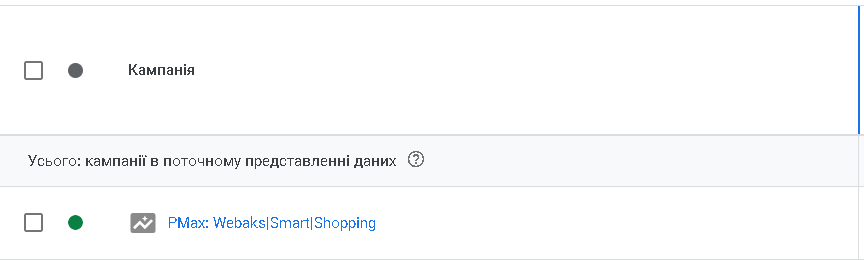 Кампанія
Усього: кампанії в поточному представленні даних
PMax: Webaks|Smart|Shopping